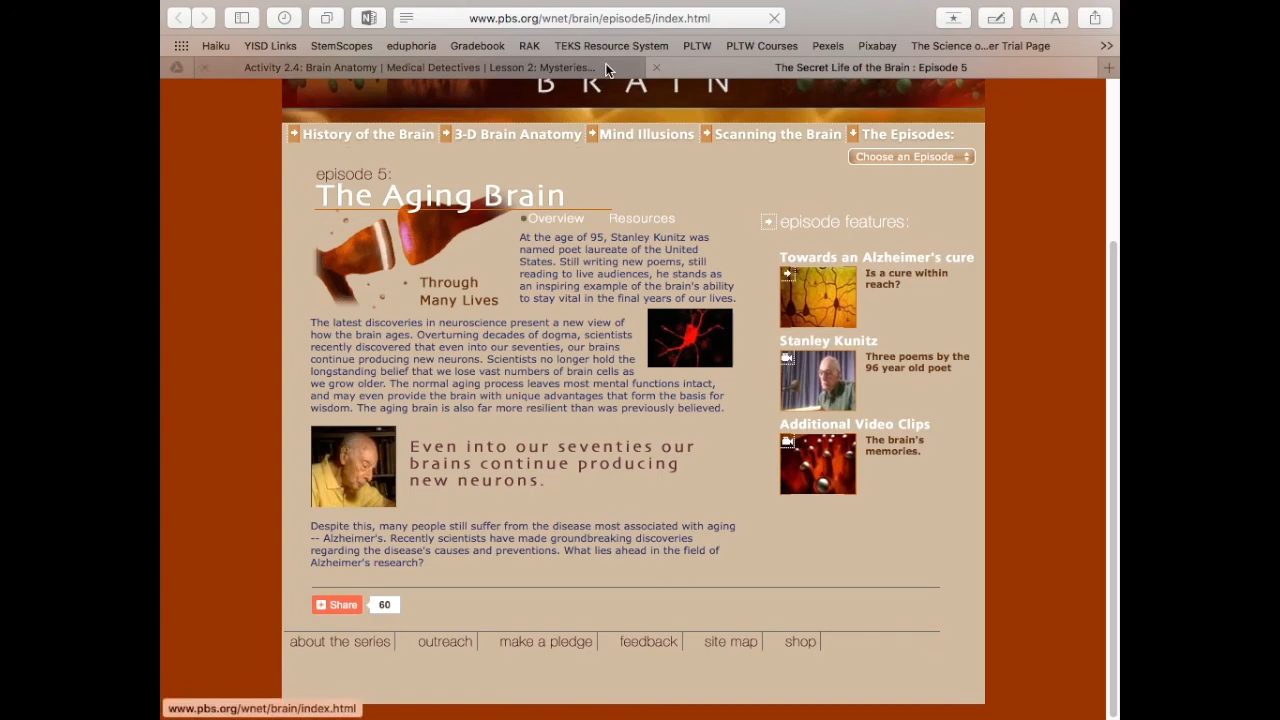 www.pbs.org/wnet/brain/episode5/index.html
A A
Haiku YISD Links StemScopes eduphoria Gradebook RAK TEKS Resource System PLTW PLTW Courses Pexels Pixabay The Science o...er Trial Page
Activity 2.4: Brain Anatomy | Medical Detectives | Lesson 2: Mysteries... The Secret Life of the Brain : Episode 5
BRAIN
History of the Brain 3-D Brain Anatomy Mind Illusions Scanning the Brain The Episodes:
Choose an Episode
episode 5:
The Aging Brain
Overview Resources
Through
Many Lives
At the age of 95, Stanley Kunitz was
named poet laureate of the United
States. Still writing new poems, still
reading to live audiences, he stands as
an inspiring example of the brain's ability
to stay vital in the final years of our lives.
The latest discoveries in neuroscience present a new view of
how the brain ages. Overturning decades of dogma, scientists
recently discovered that even into our seventies, our brains
continue producing new neurons. Scientists no longer hold the
longstanding belief that we lose vast numbers of brain cells as
we grow older. The normal aging process leaves most mental functions intact,
and may even provide the brain with unique advantages that form the basis for
wisdom. The aging brain is also far more resilient than was previously believed.
Even into our seventies our
brains continue producing
new neurons.
Despite this, many people still suffer from the disease most associated with aging
-- Alzheimer's. Recently scientists have made groundbreaking discoveries
regarding the disease's causes and preventions. What lies ahead in the field of
Alzheimer's research?
episode features:
Towards an Alzheimer's cure
Is a cure within
reach?
Stanley Kunitz
Three poems by the
96 year old poet
Additional Video Clips
The brain's
memories.
Share 60
about the series outreach make a pledge feedback site map shop
www.pbs.org/wnet/brain/index.html